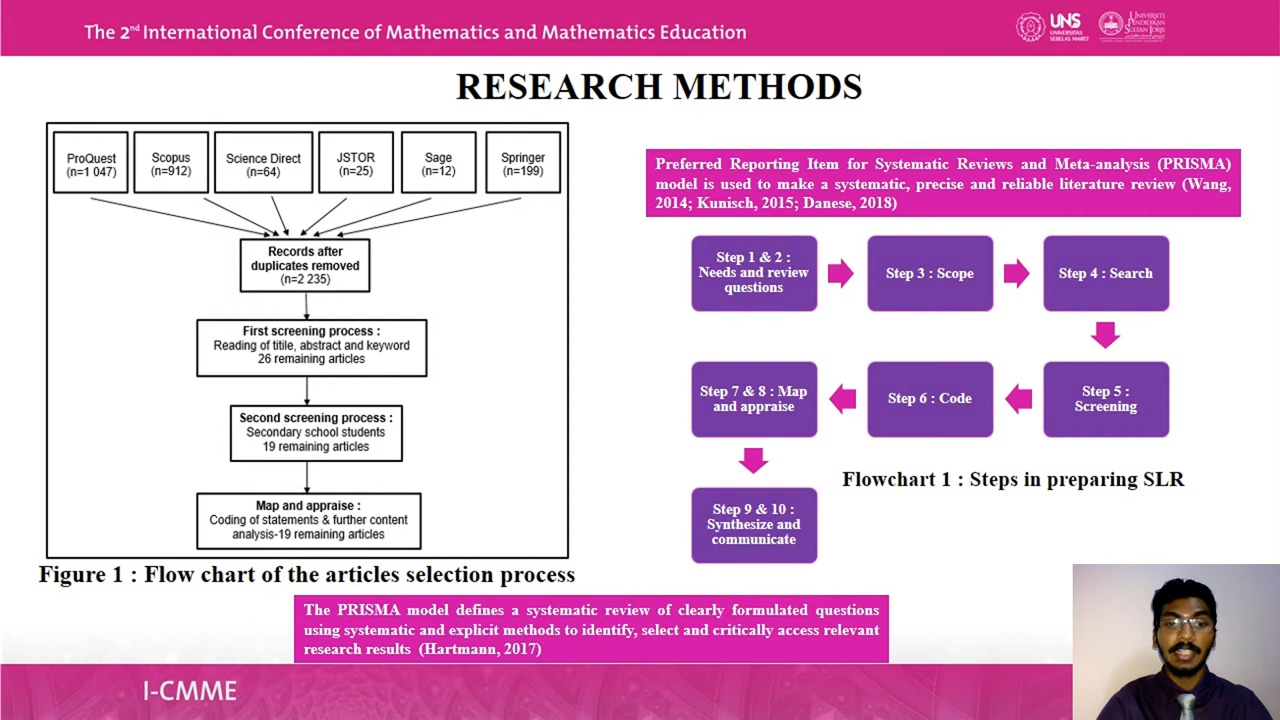 The 2nd International Conference of Mathematics and Mathematics Education
UNS
UNIVERSITAS
SEBELAS MARET
UNIVERSITI
PENDIDIKAN
SULTAN IDRIS
RESEARCH METHODS
ProQuest
(n=1 047)
Scopus
(n=912)
Science Direct
(n=64)
JSTOR
(n=25)
Sage
(n=12)
Springer
(n=199)
Records after
duplicates removed
(n=2 235)
First screening process :
Reading of titile, abstract and keyword
26 remaining articles
Second screening process :
Secondary school students
19 remaining articles
Map and appraise :
Coding of statements & further content
analysis-19 remaining articles
Figure 1 : Flow chart of the articles selection process
Preferred Reporting Item for Systematic Reviews and Meta-analysis (PRISMA)
model is used to make a systematic, precise and reliable literature review (Wang,
2014; Kunisch, 2015; Danese, 2018)
Step 1 & 2 :
Needs and review
questions
Step 3 : Scope
Step 4 : Search
Step 5 :
Screening
Step 6 : Code
Step 7 & 8 : Map
and appraise
Step 9 & 10 :
Synthesize and
communicate
Flowchart 1 : Steps in preparing SLR
The PRISMA model defines a systematic review of clearly formulated questions
using systematic and explicit methods to identify, select and critically access relevant
research results (Hartmann, 2017)
I-CMME